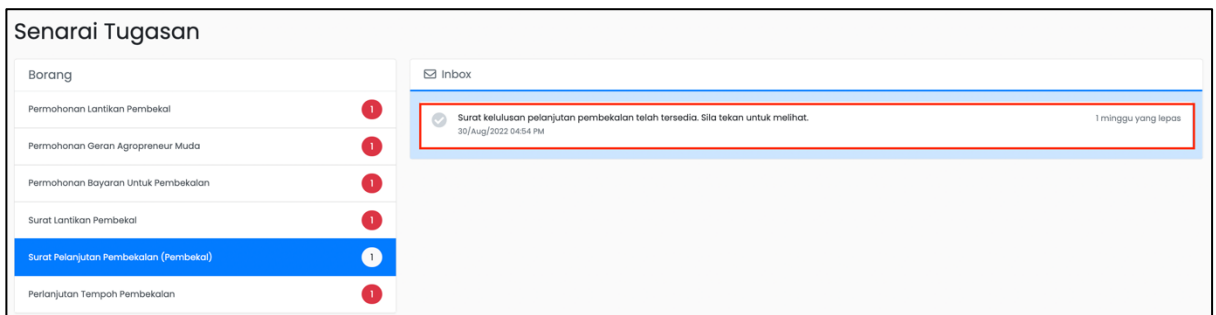 Senarai Tugasan
Borang
Permohonan Lantikan Pembekal 1
Permohonan Geran Agropreneur Muda 1
Permohonan Bayaran Untuk Pembekalan 1
Surat Lantikan Pembekal 1
Surat Pelanjutan Pembekalan (Pembekal) 1
Perlanjutan Tempoh Pembekalan 1
Inbox
Surat kelulusan pelanjutan pembekalan telah tersedia. Sila tekan untuk melihat. 1 minggu yang lepas
30/Aug/2022 04:54 PM